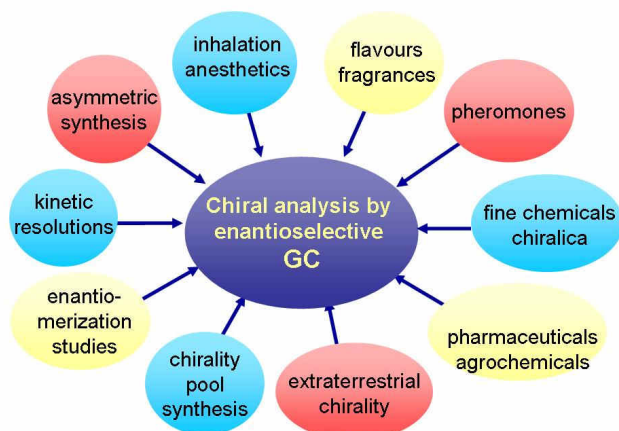 inhalation
anesthetics
flavours
fragrances
asymmetric
synthesis
pheromones
kinetic
resolutions
Chiral analysis by
enantioselective
GC
fine chemicals
chiralica
enantio-
merization
studies
pharmaceuticals
agrochemicals
chirality
pool
synthesis
extraterrestrial
chirality